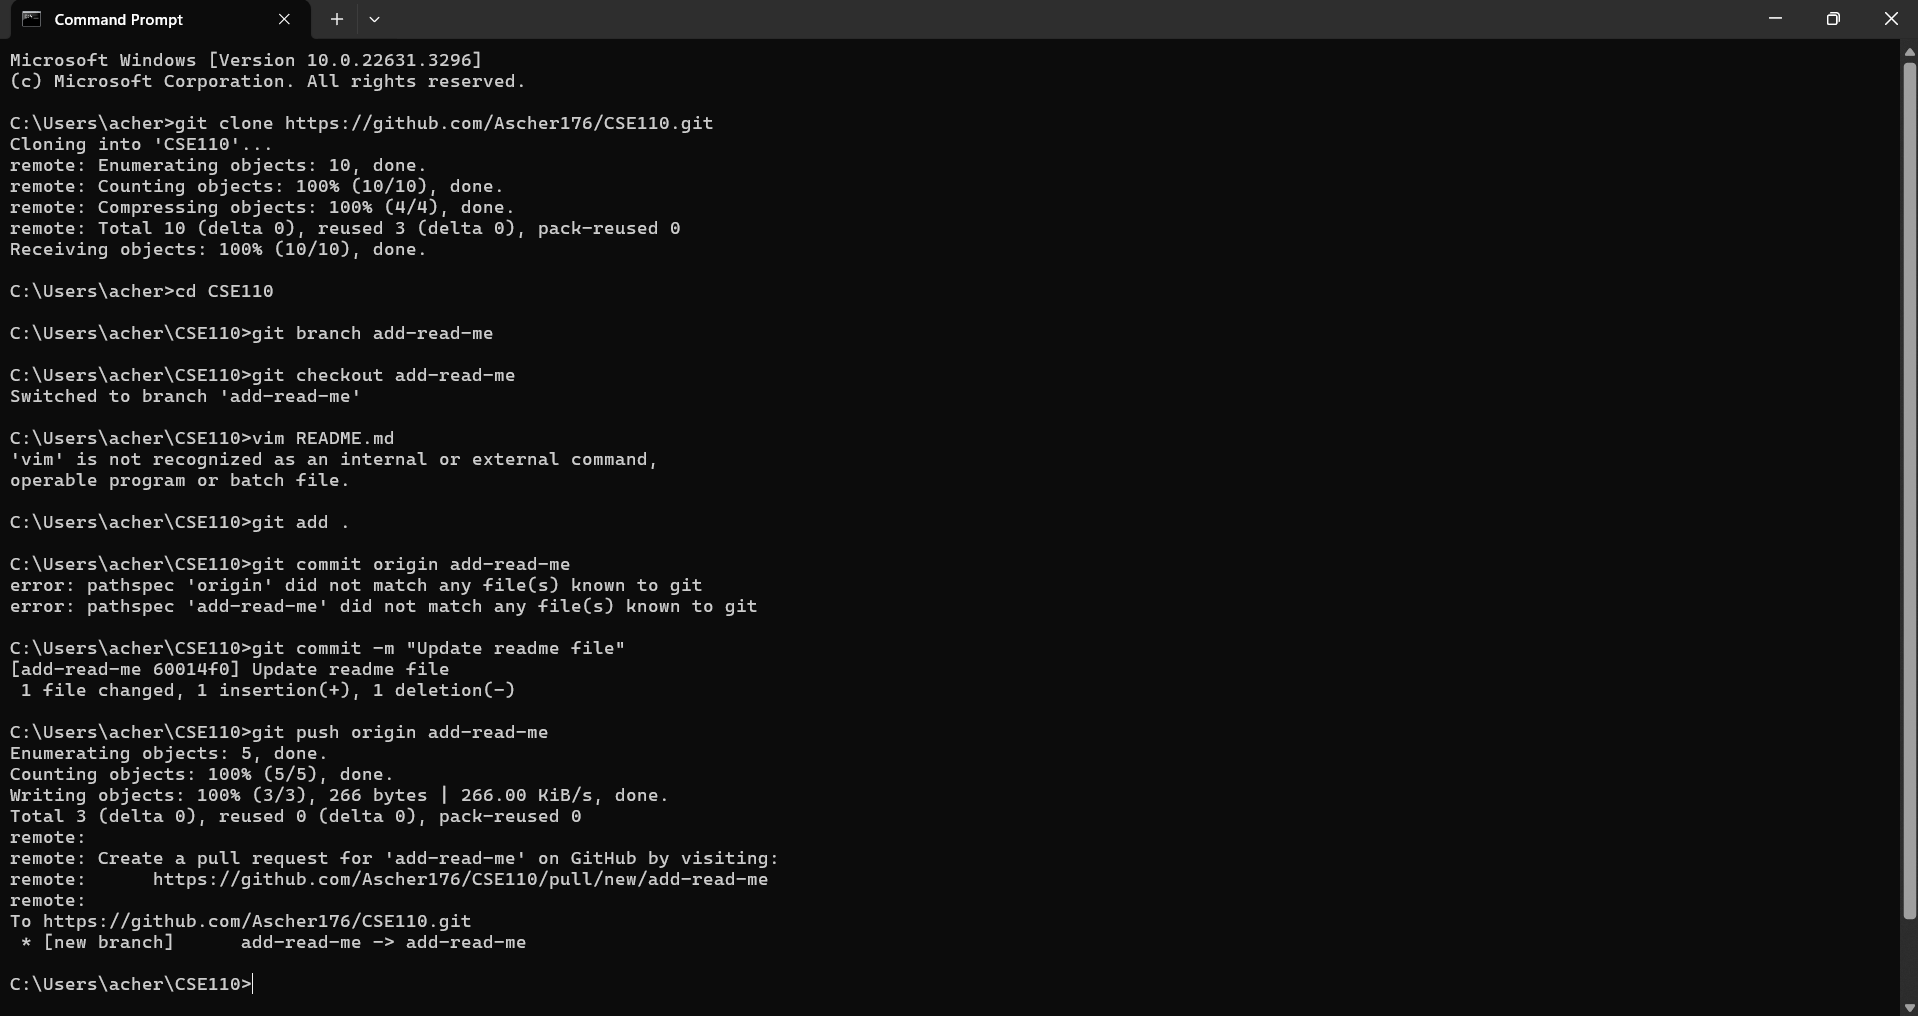 Command Prompt
Microsoft Windows [Version 10.0.22631.3296]
(c) Microsoft Corporation. All rights reserved.
C:\Users\acher>git clone https://github.com/Ascher176/CSE110.git
Cloning into 'CSE110'...
remote: Enumerating objects: 10, done.
remote: Counting objects: 100% (10/10), done.
remote: Compressing objects: 100% (4/4), done.
remote: Total 10 (delta 0), reused 3 (delta 0), pack-reused 0
Receiving objects: 100% (10/10), done.
C:\Users\acher>cd CSE110
C:\Users\acher\CSE110>git branch add-read-me
C:\Users\acher\CSE110>git checkout add-read-me
Switched to branch 'add-read-me'
C:\Users\acher\CSE110>vim README.md
'vim' is not recognized as an internal or external command,
operable program or batch file.
C:\Users\acher\CSE110>git add .
C:\Users\acher\CSE110>git commit origin add-read-me
error: pathspec 'origin' did not match any file(s) known to git
error: pathspec 'add-read-me' did not match any file(s) known to git
C:\Users\acher\CSE110>git commit -m "Update readme file"
[add-read-me 60014f0] Update readme file
 1 file changed, 1 insertion(+), 1 deletion(-)
C:\Users\acher\CSE110>git push origin add-read-me
Enumerating objects: 5, done.
Counting objects: 100% (5/5), done.
Writing objects: 100% (3/3), 266 bytes | 266.00 KiB/s, done.
Total 3 (delta 0), reused 0 (delta 0), pack-reused 0
remote:
remote: Create a pull request for 'add-read-me' on GitHub by visiting:
remote:      https://github.com/Ascher176/CSE110/pull/new/add-read-me
remote:
To https://github.com/Ascher176/CSE110.git
 * [new branch]      add-read-me -> add-read-me
C:\Users\acher\CSE110>